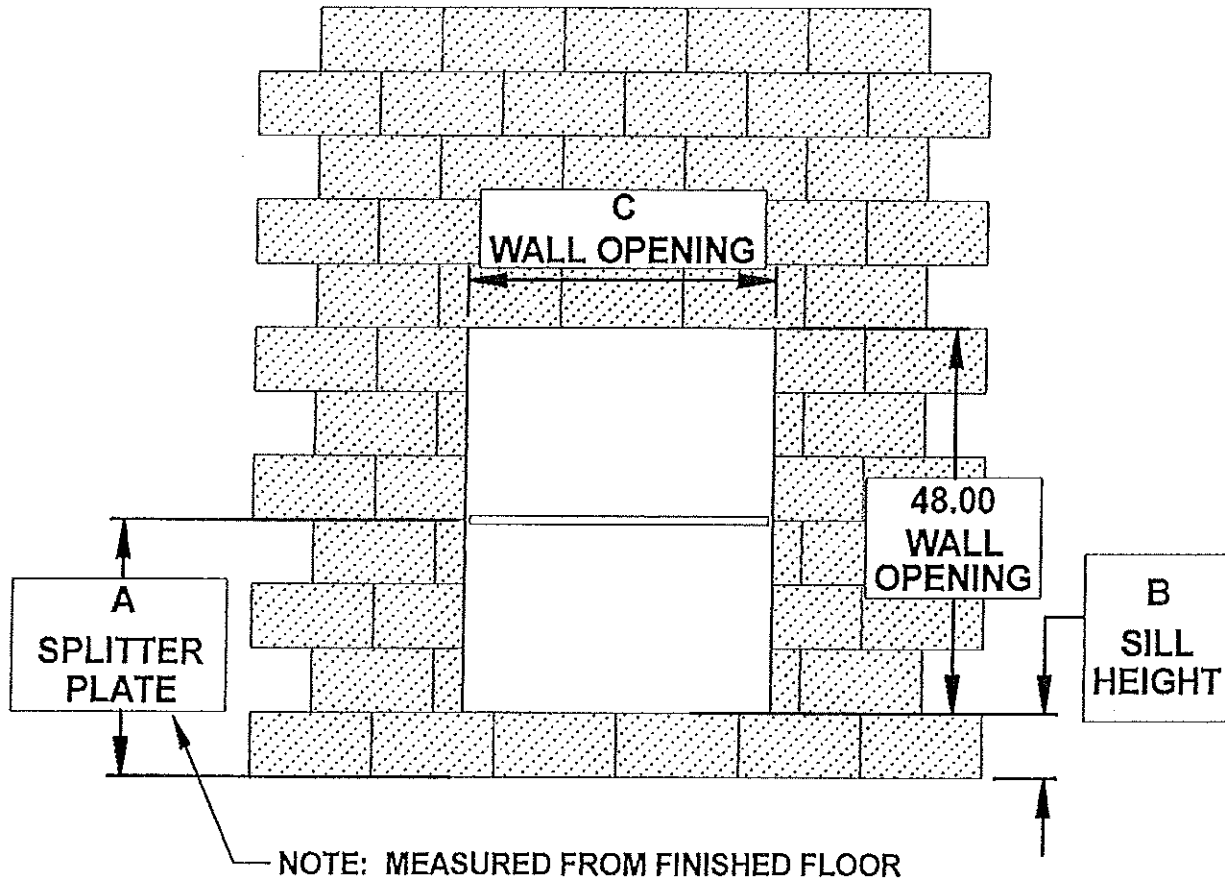 C
WALL OPENING
48.00
WALL
OPENING
A
SPLITTER
PLATE
B
SILL
HEIGHT
NOTE: MEASURED FROM FINISHED FLOOR